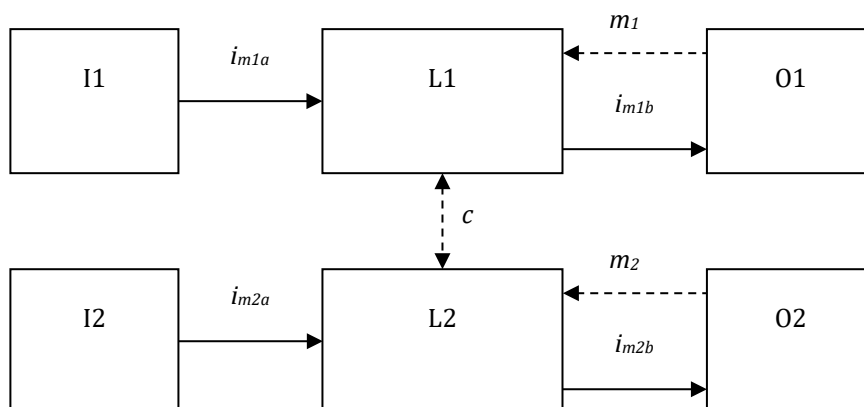 m₁
iₘ₁ₐ
I1 L1 O1
iₘ₁b
c
m₂
iₘ₂ₐ
I2 L2 O2
iₘ₂b